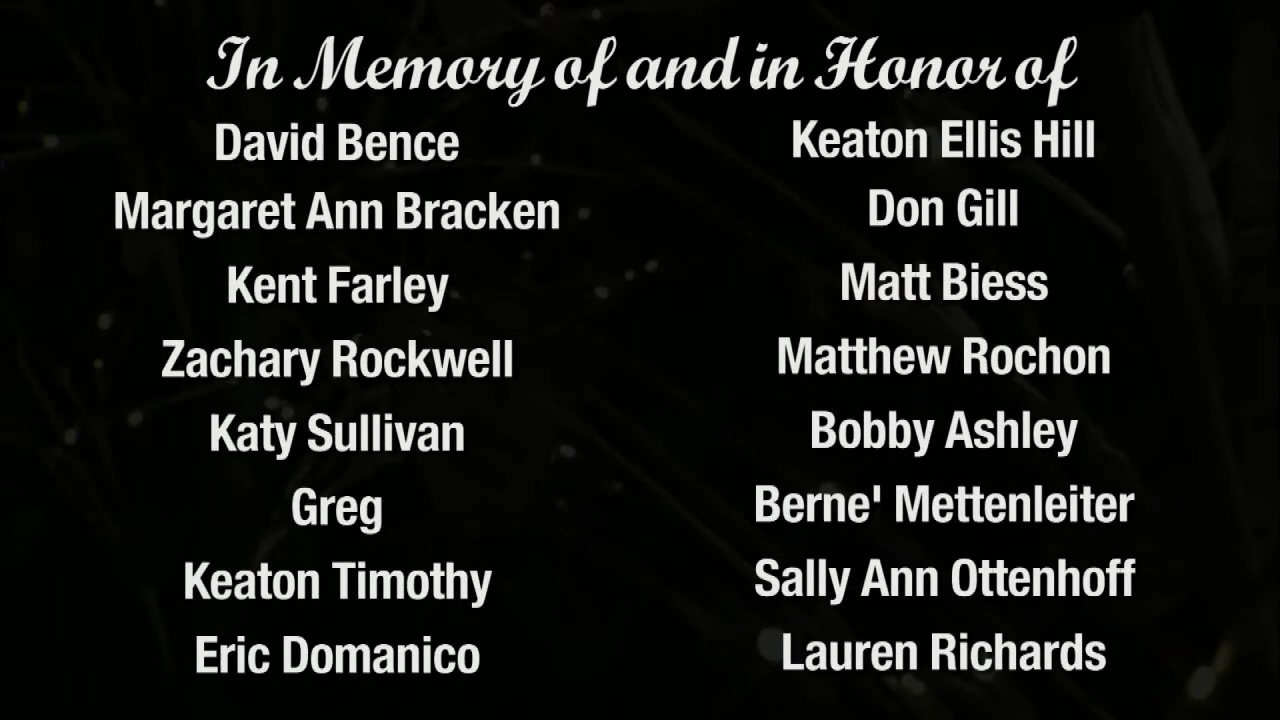 In Memory of and in Honor of
David Bence
Margaret Ann Bracken
Kent Farley
Zachary Rockwell
Katy Sullivan
Greg
Keaton Timothy
Eric Domanico
Keaton Ellis Hill
Don Gill
Matt Biess
Matthew Rochon
Bobby Ashley
Berne' Mettenleiter
Sally Ann Ottenhoff
Lauren Richards